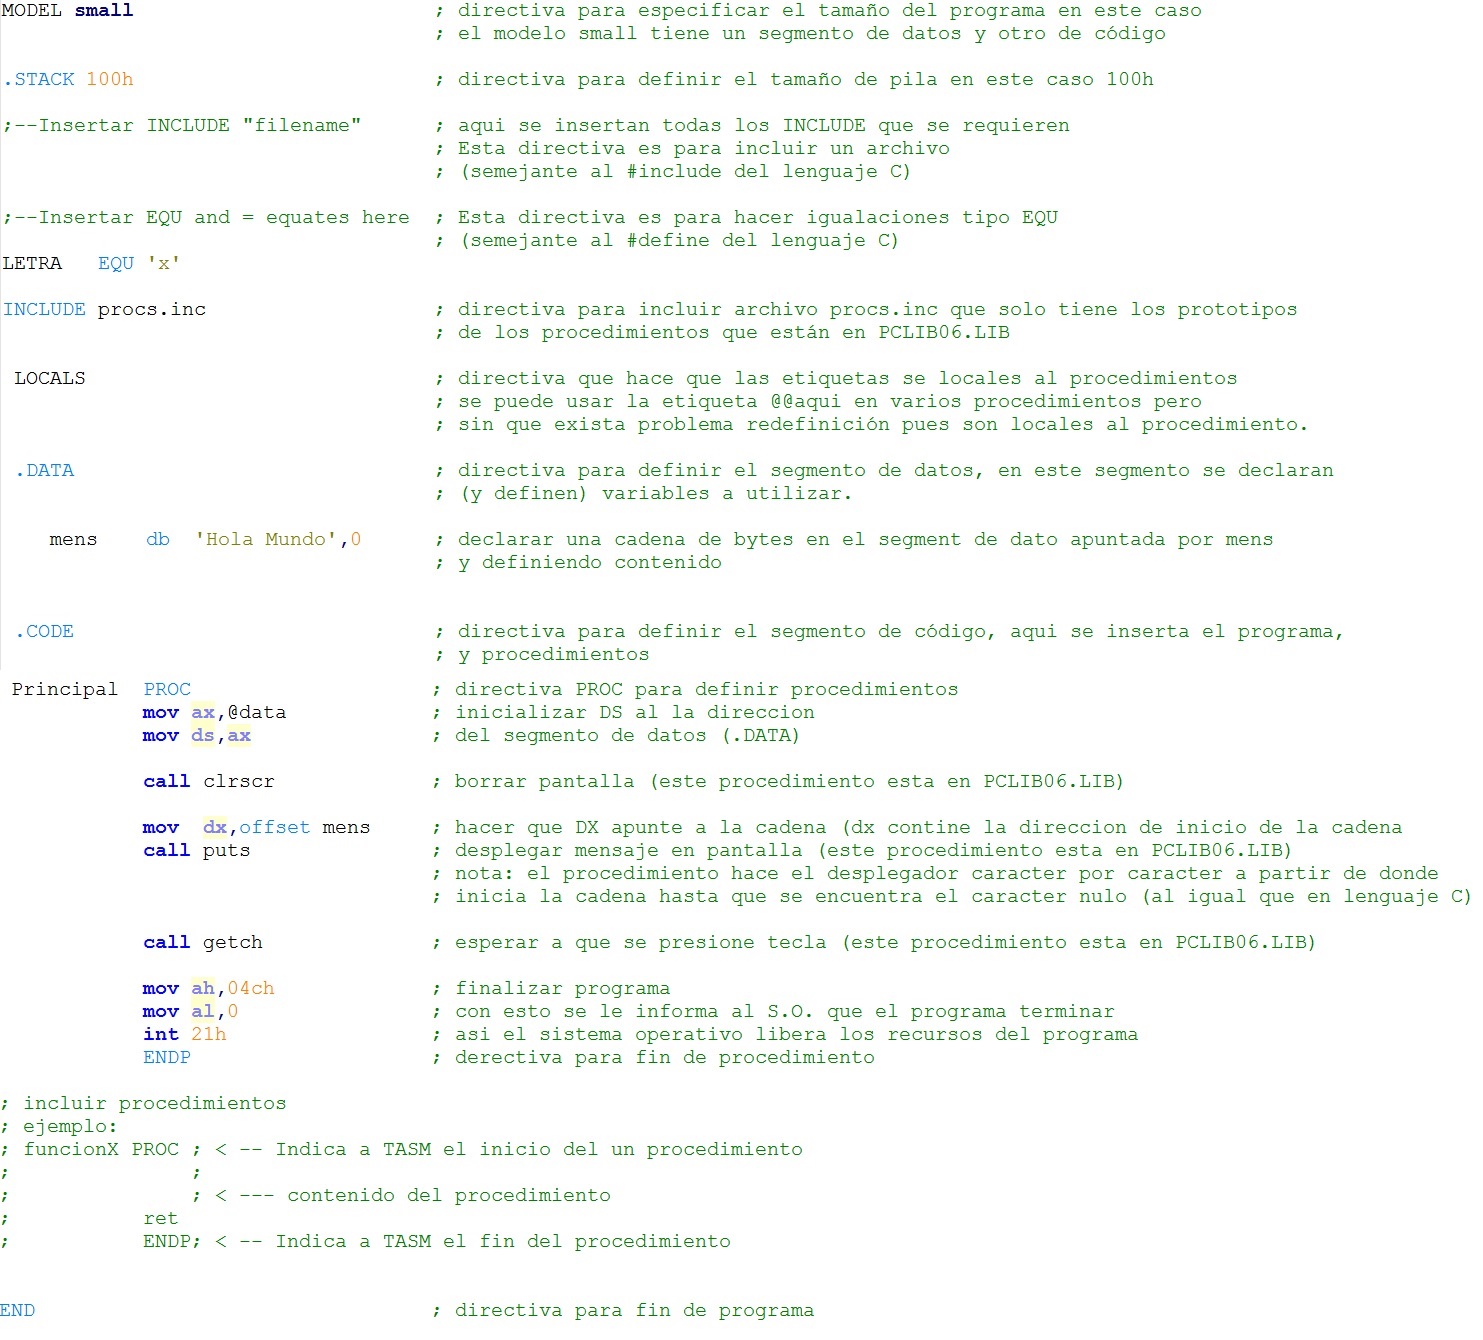 MODEL small ; directiva para especificar el tamaño del programa en este caso
; el modelo small tiene un segmento de datos y otro de código
.STACK 100h ; directiva para definir el tamaño de pila en este caso 100h
;--Insertar INCLUDE "filename" ; aqui se insertan todas los INCLUDE que se requieren
; Esta directiva es para incluir un archivo
; (semejante al #include del lenguaje C)
;--Insertar EQU and = equates here ; Esta directiva es para hacer igualaciones tipo EQU
; (semejante al #define del lenguaje C)
LETRA EQU 'x'
INCLUDE procs.inc ; directiva para incluir archivo procs.inc que solo tiene los prototipos
; de los procedimientos que están en PCLIB06.LIB
LOCALS ; directiva que hace que las etiquetas se locales al procedimientos
; se puede usar la etiqueta @@aqui en varios procedimientos pero
; sin que exista problema redefinición pues son locales al procedimiento.
.DATA ; directiva para definir el segmento de datos, en este segmento se declaran
; (y definen) variables a utilizar.
mens db 'Hola Mundo',0 ; declarar una cadena de bytes en el segment de dato apuntada por mens
; y definiendo contenido
.CODE ; directiva para definir el segmento de código, aqui se inserta el programa,
; y procedimientos
Principal PROC ; directiva PROC para definir procedimientos
mov ax,@data ; inicializar DS al la direccion
mov ds,ax ; del segmento de datos (.DATA)
call clrscr ; borrar pantalla (este procedimiento esta en PCLIB06.LIB)
mov dx,offset mens ; hacer que DX apunte a la cadena (dx contine la direccion de inicio de la cadena
call puts ; desplegar mensaje en pantalla (este procedimiento esta en PCLIB06.LIB)
; nota: el procedimiento hace el desplegador caracter por caracter a partir de donde
; inicia la cadena hasta que se encuentra el caracter nulo (al igual que en lenguaje C)
call getch ; esperar a que se presione tecla (este procedimiento esta en PCLIB06.LIB)
mov ah,04ch ; finalizar programa
mov al,0 ; con esto se le informa al S.O. que el programa terminar
int 21h ; asi el sistema operativo libera los recursos del programa
ENDP ; derectiva para fin de procedimiento
; incluir procedimientos
; ejemplo:
; funcionX PROC ; < -- Indica a TASM el inicio del un procedimiento
; ;
; ; < --- contenido del procedimiento
; ret
; ENDP; < -- Indica a TASM el fin del procedimiento
END ; directiva para fin de programa